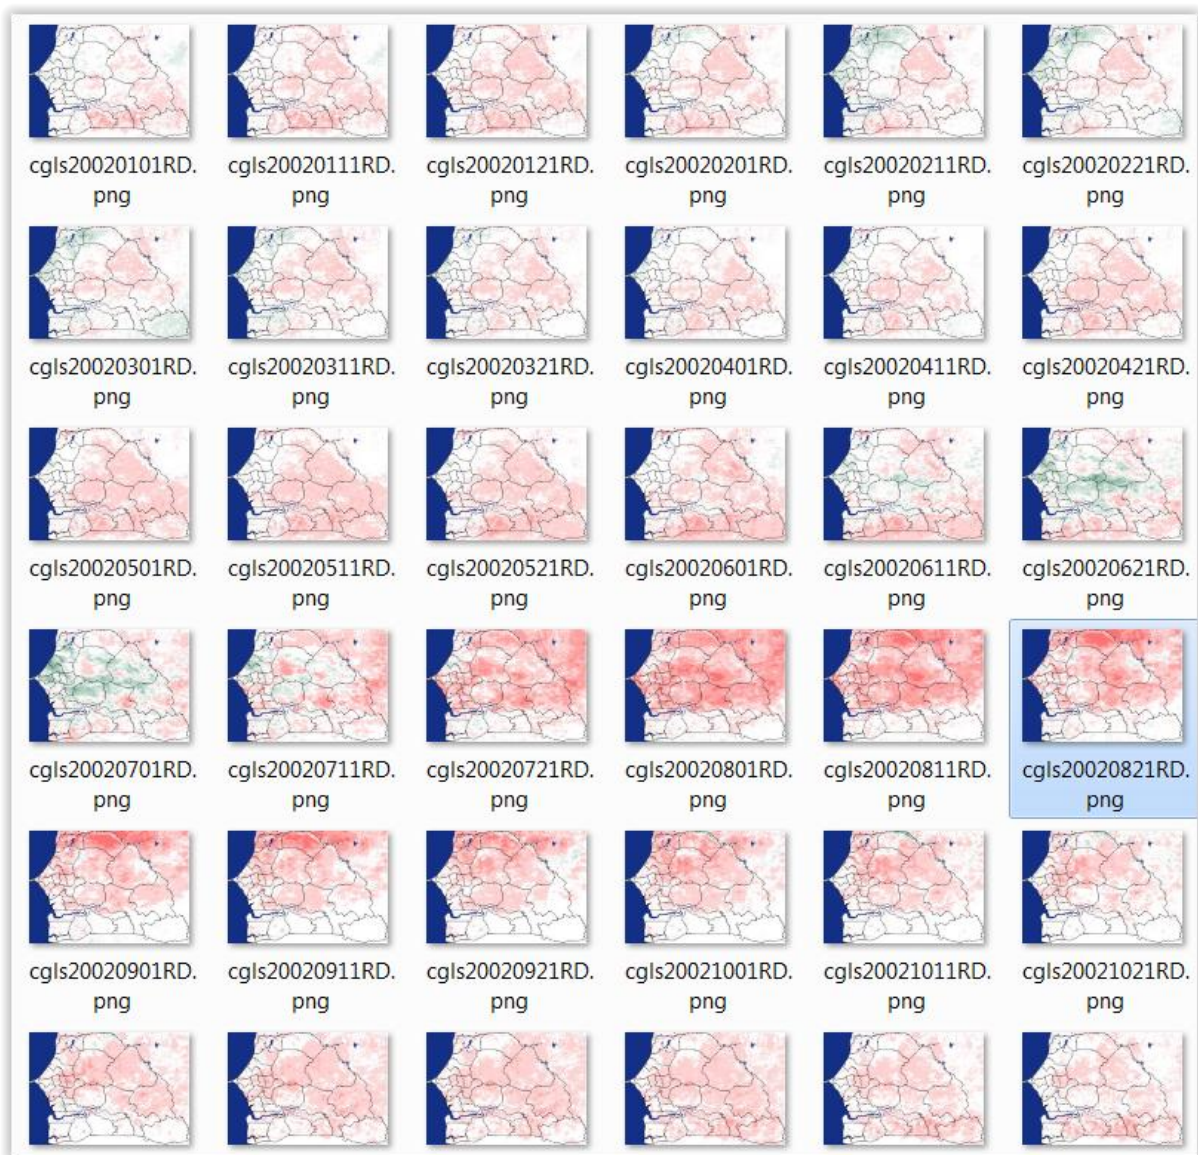 cgls20020101RD. cgls20020111RD. cgls20020121RD. cgls20020201RD. cgls20020211RD. cgls20020221RD.
png png png png png png
cgls20020301RD. cgls20020311RD. cgls20020321RD. cgls20020401RD. cgls20020411RD. cgls20020421RD.
png png png png png png
cgls20020501RD. cgls20020511RD. cgls20020521RD. cgls20020601RD. cgls20020611RD. cgls20020621RD.
png png png png png png
cgls20020701RD. cgls20020711RD. cgls20020721RD. cgls20020801RD. cgls20020811RD. cgls20020821RD.
png png png png png png
cgls20020901RD. cgls20020911RD. cgls20020921RD. cgls20021001RD. cgls20021011RD. cgls20021021RD.
png png png png png png